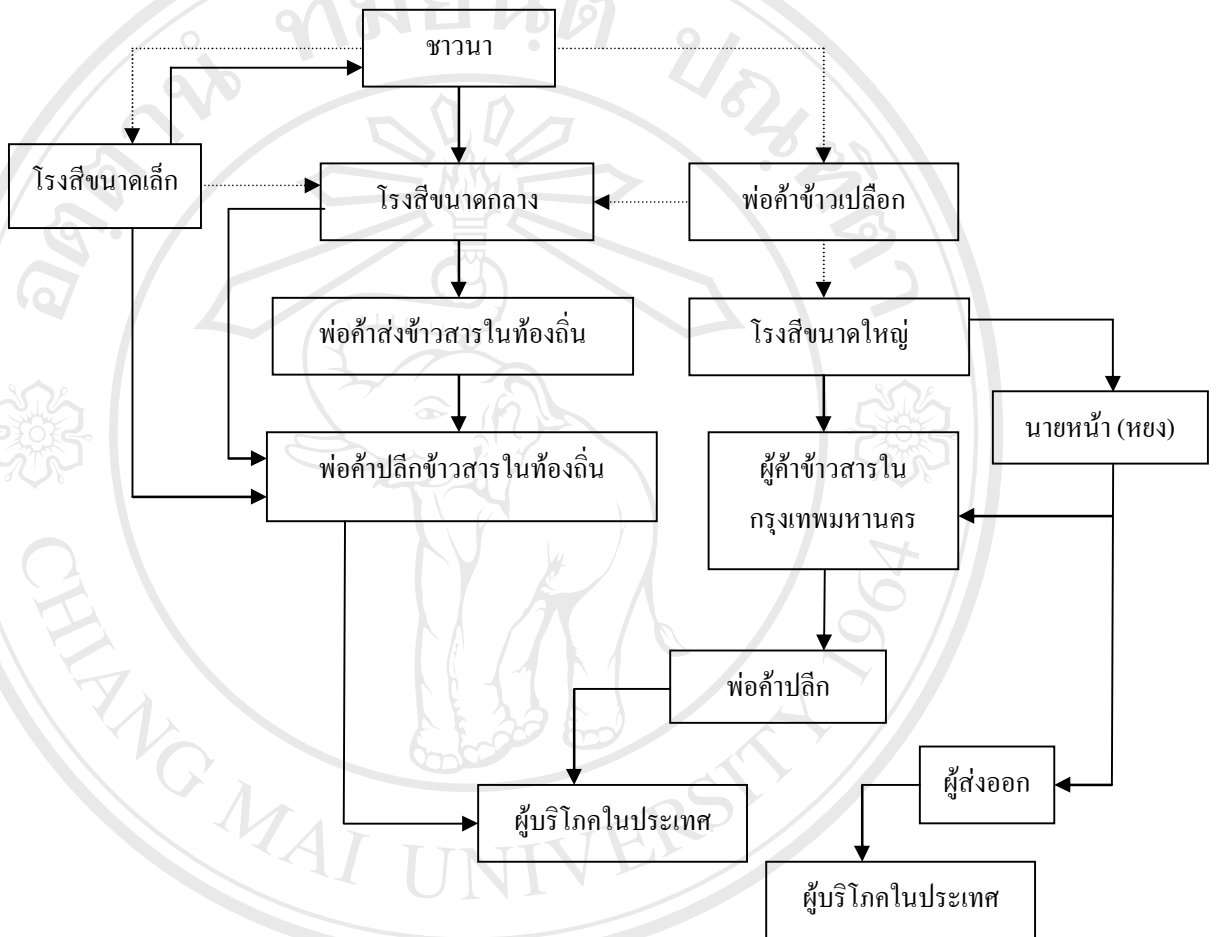 ชาวนา
โรงสีขนาดเล็ก
โรงสีขนาดกลาง
พ่อค้าข้าวเปลือก
พ่อค้าส่งข้าวสารในท้องถิ่น
โรงสีขนาดใหญ่
นายหน้า (หยง)
พ่อค้าปลีกข้าวสารในท้องถิ่น
ผู้ค้าข้าวสารใน
กรุงเทพมหานคร
พ่อค้าปลีก
ผู้ส่งออก
ผู้บริโภคในประเทศ
ผู้บริโภคในประเทศ
CHIANG MAI UNIVERSITY 1964